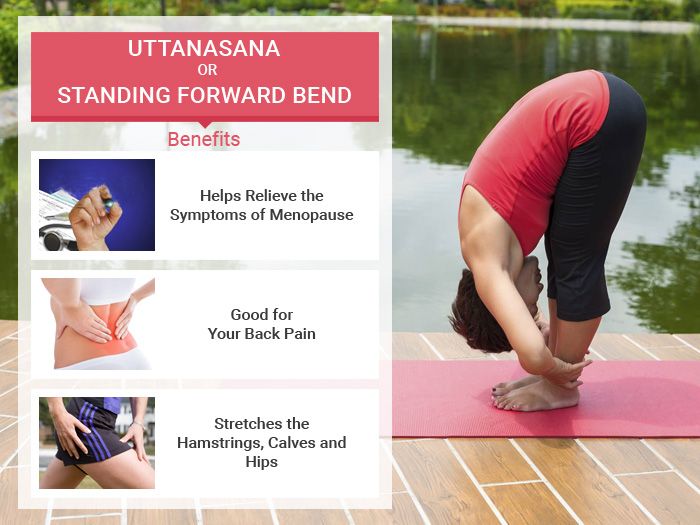 UTTANASANA
OR
STANDING FORWARD BEND
Benefits
Helps Relieve the
Symptoms of Menopause
Good for
Your Back Pain
Stretches the
Hamstrings, Calves and
Hips